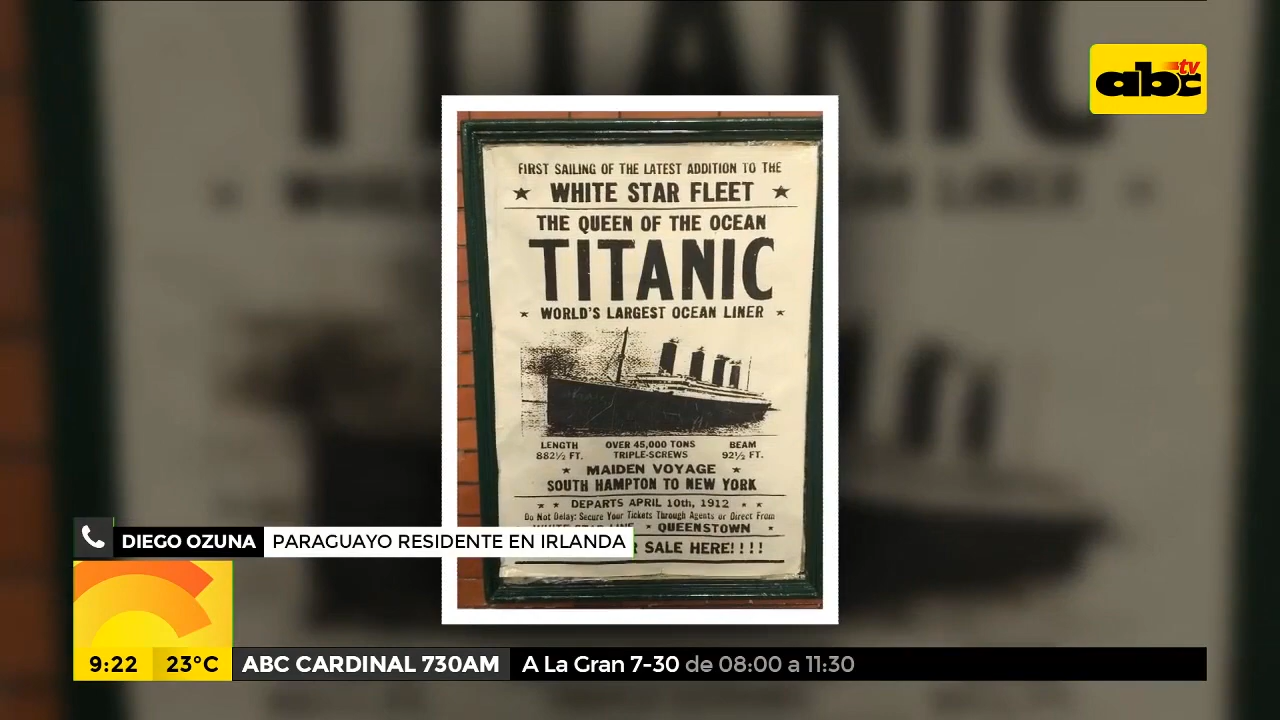 abc tv
FIRST SAILING OF THE LATEST ADDITION TO THE
★ WHITE STAR FLEET ★
THE QUEEN OF THE OCEAN
TITANIC
★ WORLD'S LARGEST OCEAN LINER ★
LENGTH OVER 45,000 TONS BEAM
882½ FT. TRIPLE-SCREWS 92½ FT.
★ MAIDEN VOYAGE ★
SOUTH HAMPTON TO NEW YORK
★ ★ DEPARTS APRIL 10th, 1912 ★ ★
Do Not Delay: Secure Your Tickets Through Agents or Direct From
WHITE STAR LINE ★ QUEENSTOWN ★
SALE HERE!!!!
DIEGO OZUNA PARAGUAYO RESIDENTE EN IRLANDA
9:22 23°C ABC CARDINAL 730AM A La Gran 7-30 de 08:00 a 11:30